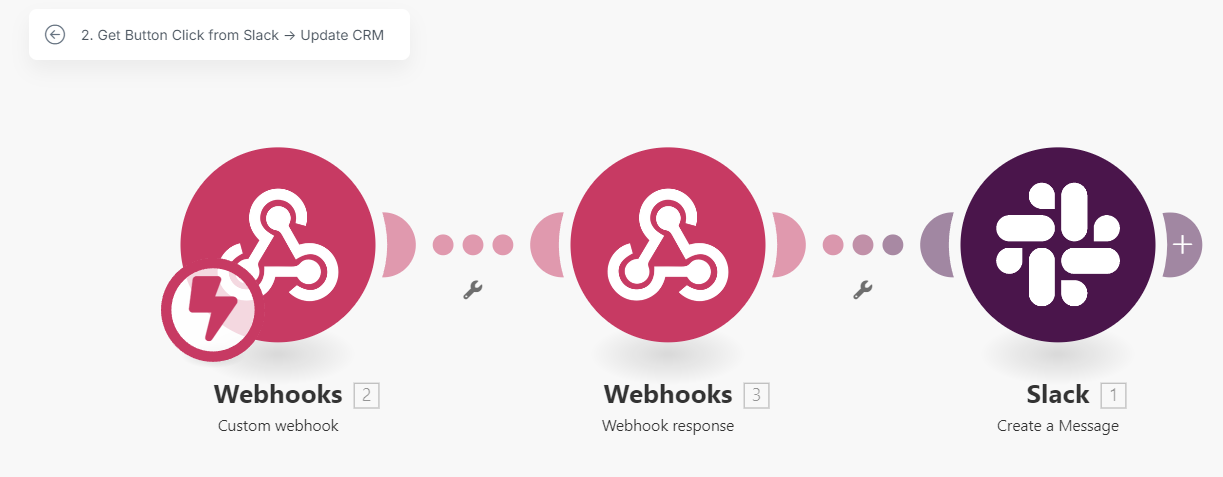 2. Get Button Click from Slack → Update CRM
Webhooks 2
Custom webhook
Webhooks 3
Webhook response
Slack 1
Create a Message